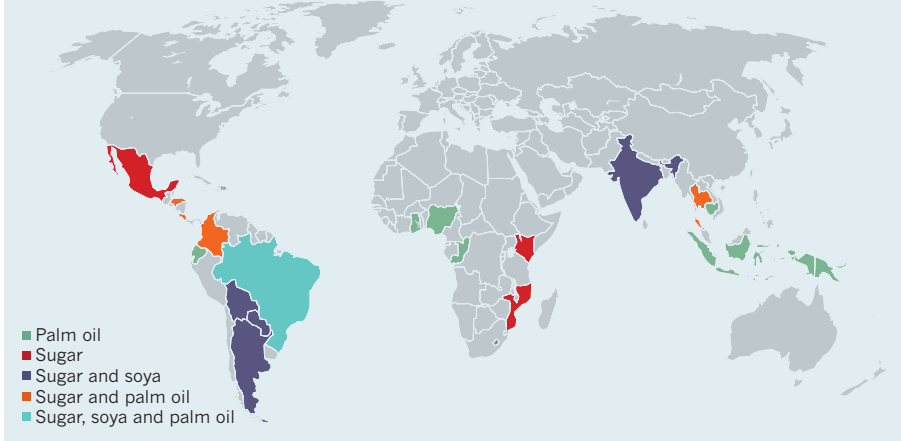 Palm oil
Sugar
Sugar and soya
Sugar and palm oil
Sugar, soya and palm oil